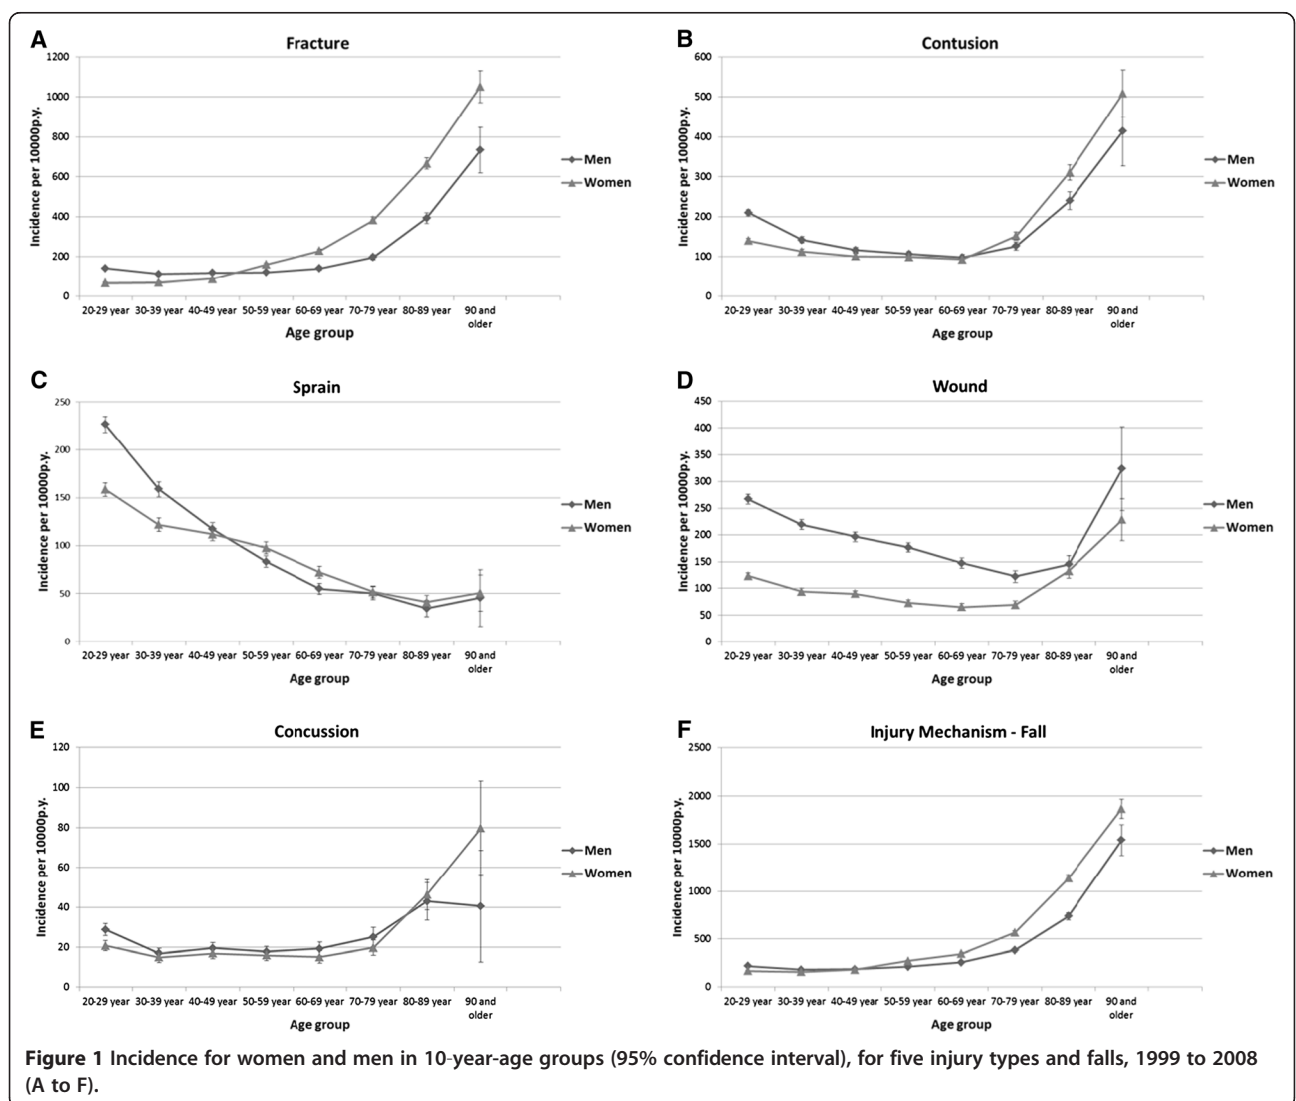 A
Fracture
1200
1000
800
600
400
200
0
Incidence per 10000p.y.
20-29 year 30-39 year 40-49 year 50-59 year 60-69 year 70-79 year 80-89 year 90 and
older
Age group
Men
Women
B
Contusion
600
500
400
300
200
100
0
Incidence per 10000p.y.
20-29 year 30-39 year 40-49 year 50-59 year 60-69 year 70-79 year 80-89 year 90 and
older
Age group
Men
Women
C
Sprain
250
200
150
100
50
0
Incidence per 10000p.y.
20-29 year 30-39 year 40-49 year 50-59 year 60-69 year 70-79 year 80-89 year 90 and
older
Age group
Men
Women
D
Wound
450
400
350
300
250
200
150
100
50
0
Incidence per 10000p.y.
20-29 year 30-39 year 40-49 year 50-59 year 60-69 year 70-79 year 80-89 year 90 and
older
Age group
Men
Women
E
Concussion
120
100
80
60
40
20
0
Incidence per 10000p.y.
20-29 year 30-39 year 40-49 year 50-59 year 60-69 year 70-79 year 80-89 year 90 and
older
Age group
Men
Women
F
Injury Mechanism - Fall
2500
2000
1500
1000
500
0
Incidence per 10000p.y.
20-29 year 30-39 year 40-49 year 50-59 year 60-69 year 70-79 year 80-89 year 90 and
older
Age group
Men
Women
Figure 1 Incidence for women and men in 10-year-age groups (95% confidence interval), for five injury types and falls, 1999 to 2008
(A to F).